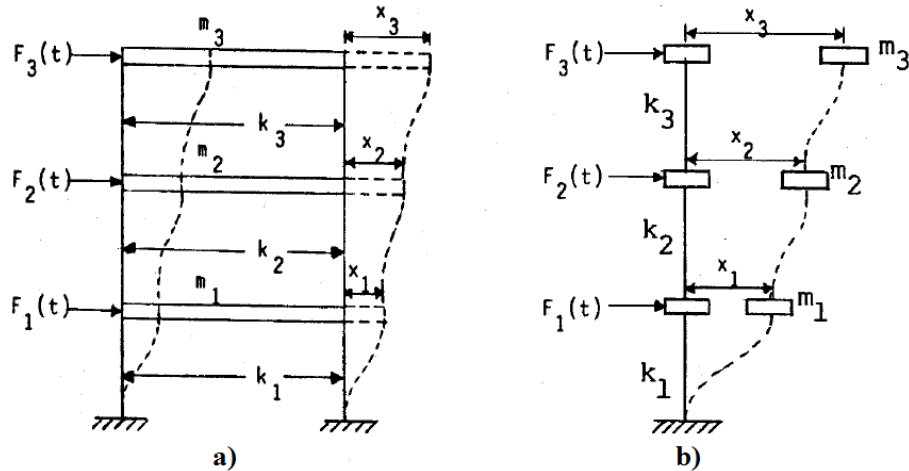 x₃
m₃
F₃(t)
k₃
m₂
x₂
F₂(t)
k₂
m₁
x₁
F₁(t)
k₁
a)
x₃
F₃(t)
m₃
k₃
x₂
F₂(t)
m₂
k₂
x₁
F₁(t)
m₁
k₁
b)